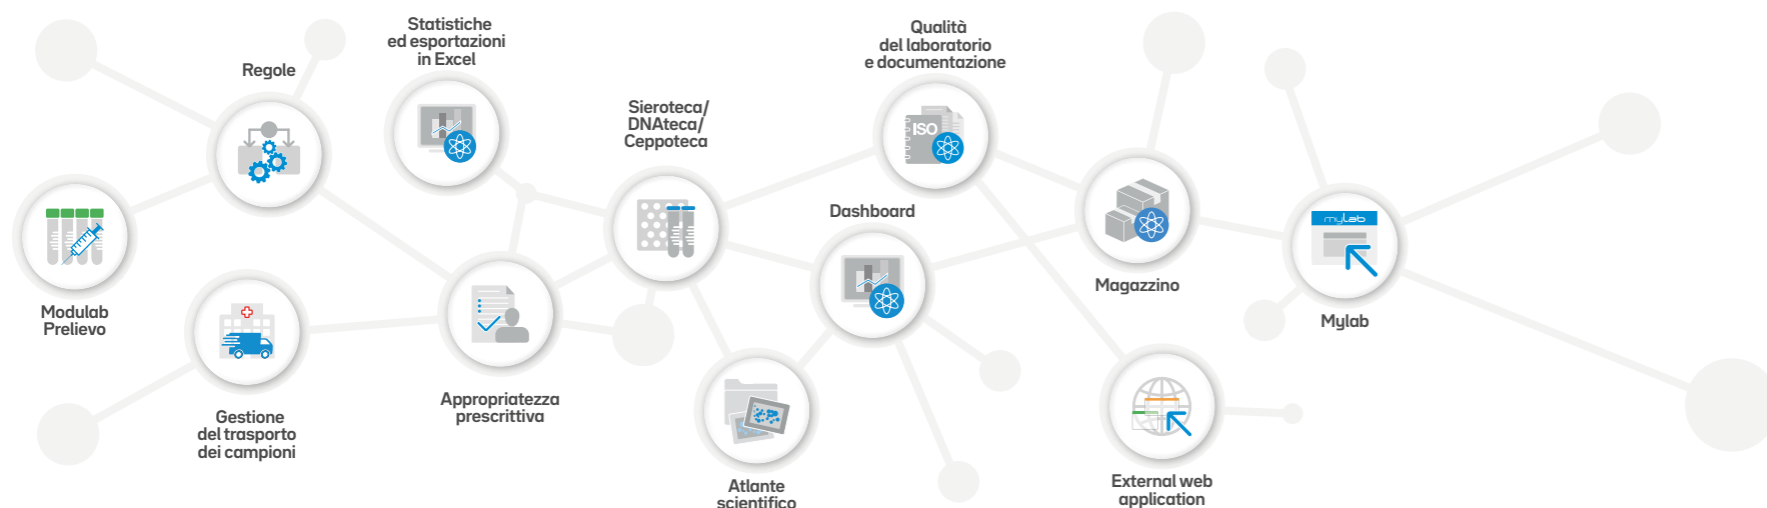 Statistiche
ed esportazioni
in Excel
Qualità
del laboratorio
e documentazione
Regole
Sieroteca/
DNAteca/
Ceppoteca
ISO
Dashboard
mylab
Modulab
Prelievo
Magazzino
Mylab
Appropriatezza
prescrittiva
Gestione
del trasporto
dei campioni
Atlante
scientifico
External web
application